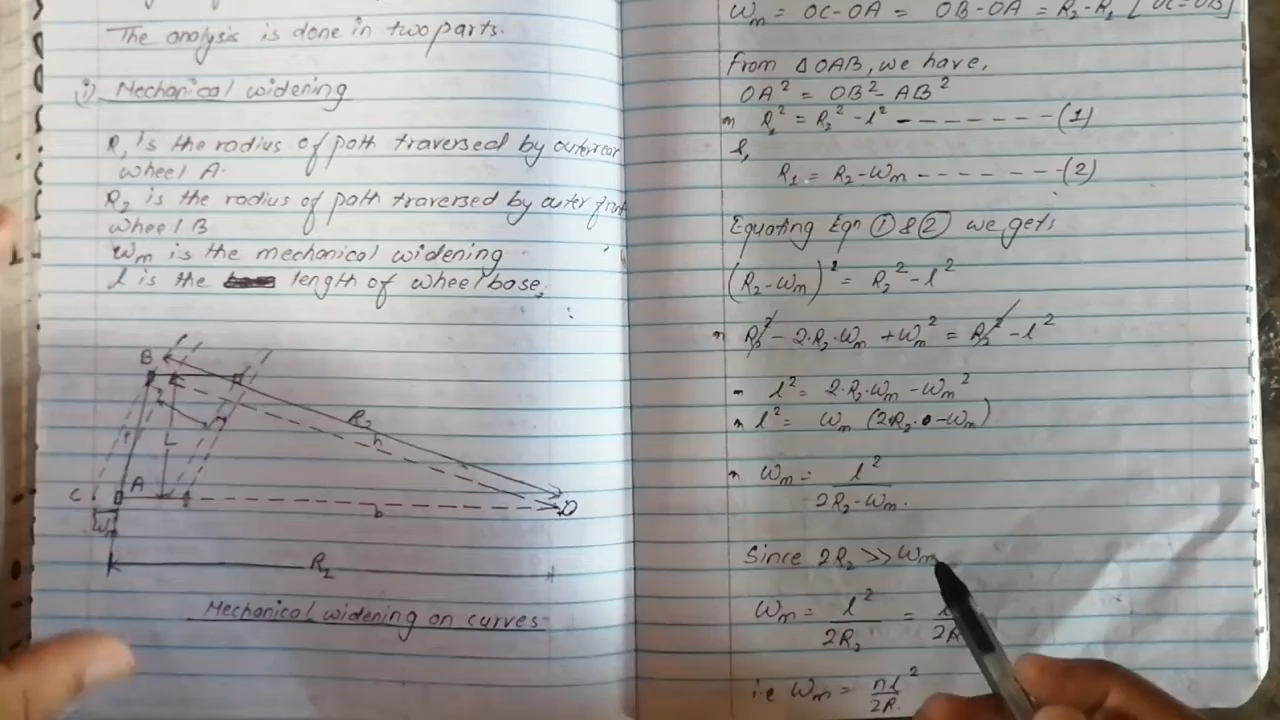 The analysis is done in two parts.
i) Mechanical widening
R₁ is the radius of path traversed by outer rear
wheel A.
R₂ is the radius of path traversed by outer front
wheel B
Wm is the mechanical widening
l is the length of wheel base,
B
R₂
h
L
C A
b
O
Wm
R₁
Mechanical widening on curves
Wm = OC-OA = OB-OA = R₂-R₁ [OC=OB]
from ΔOAB, we have,
OA² = OB² - AB²
R₁² = R₂² - l² - - - - - - - (1)
&,
R₁ = R₂-Wm - - - - - - - (2)
Equating Eqn ① & ② we get,
(R₂-Wm)² = R₂² - l²
R₂² - 2.R₂.Wm + Wm² = R₂² - l²
l² = 2.R₂.Wm - Wm²
l² = Wm (2R₂ - Wm)
Wm = l² / 2R₂-Wm.
Since 2R₂ >> Wm
Wm = l² / 2R₂ = l / 2R
i.e Wm = nl² / 2R.